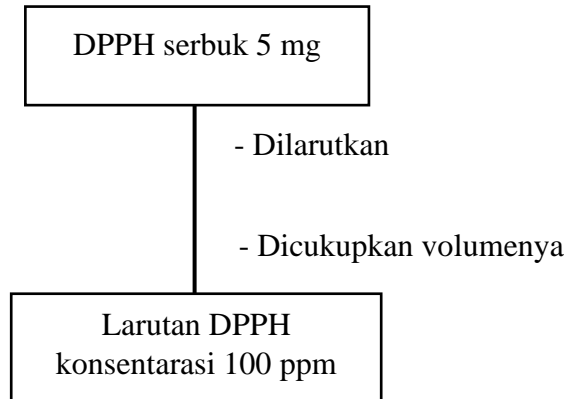 DPPH serbuk 5 mg
- Dilarutkan
- Dicukupkan volumenya
Larutan DPPH
konsentarasi 100 ppm